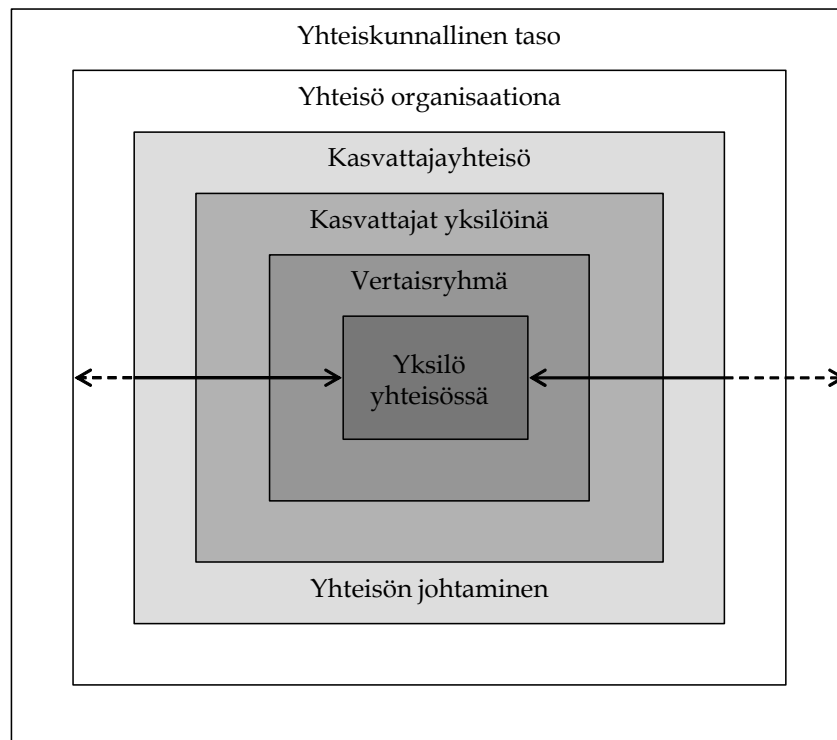 Yhteiskunnallinen taso
Yhteisö organisaationa
Kasvattajayhteisö
Kasvattajat yksilöinä
Vertaisryhmä
Yksilö
yhteisössä
Yhteisön johtaminen